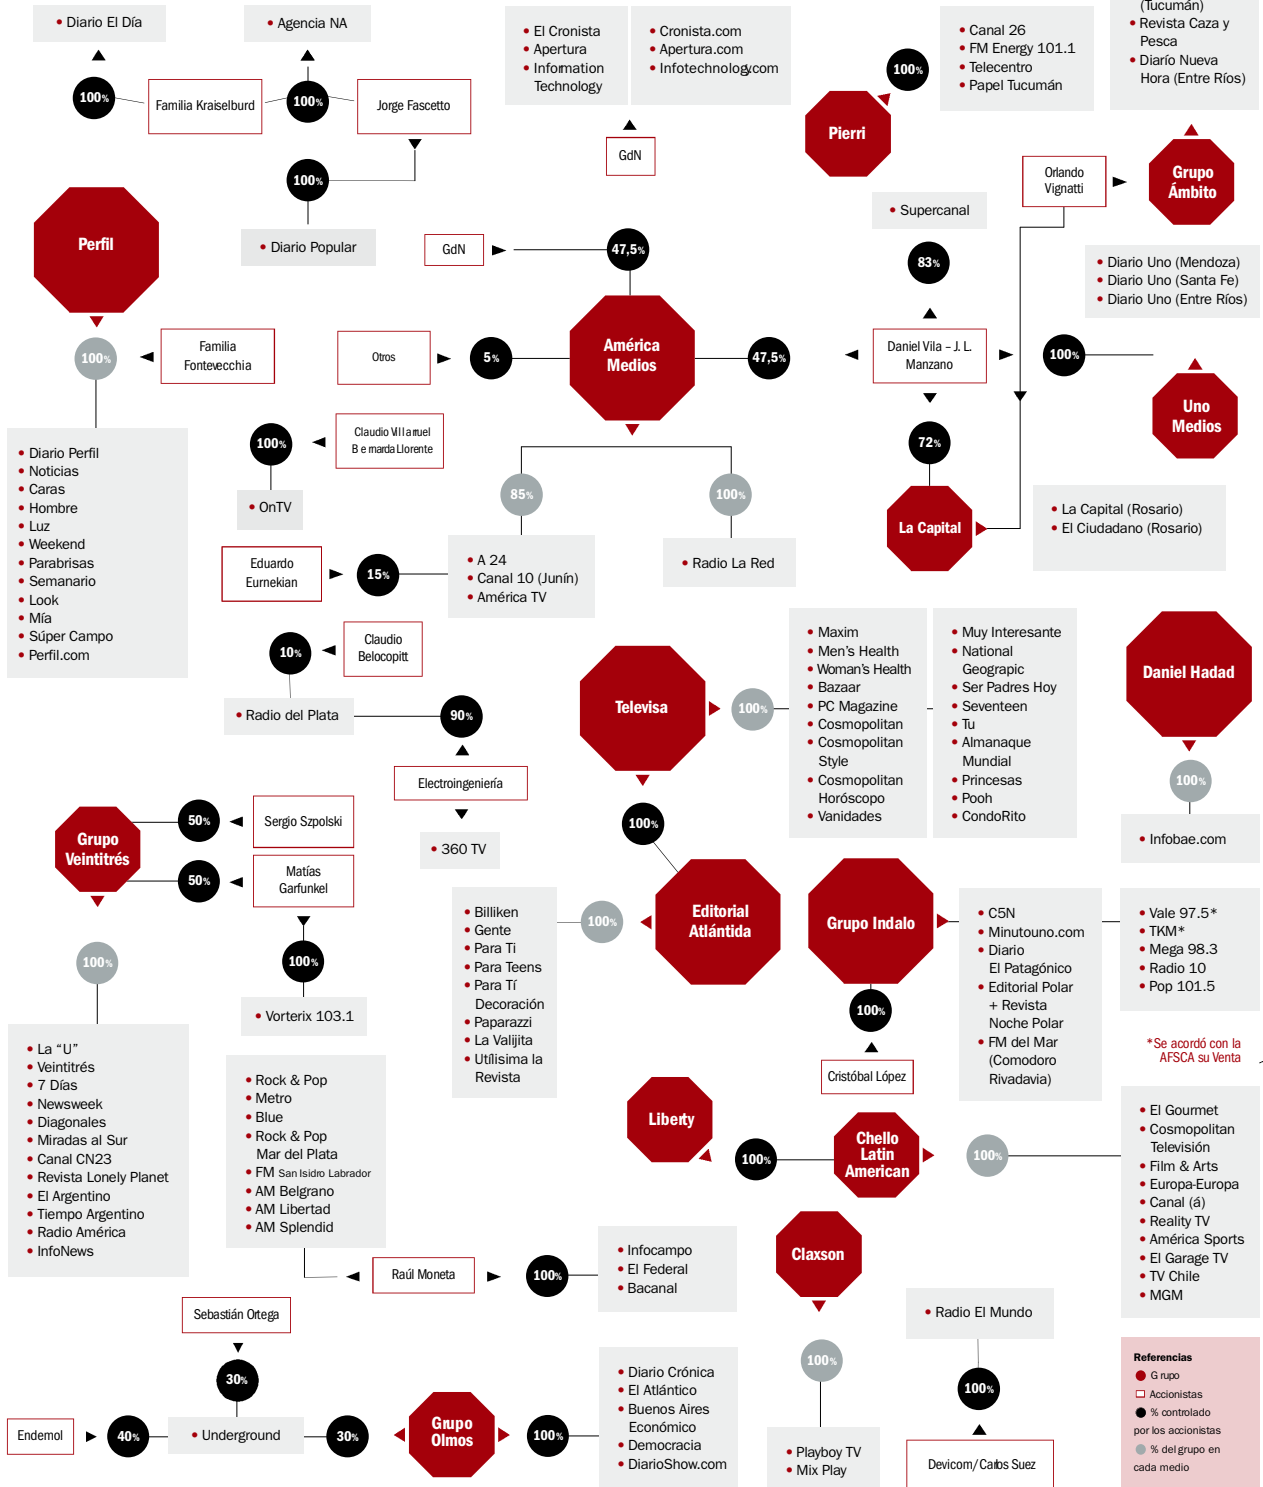 • Diario El Día
100%
Familia Kraiselburd
• Agencia NA
100%
Jorge Fascetto
100%
• Diario Popular
• El Cronista
• Apertura
• Information
Technology
• Cronista.com
• Apertura.com
• Infotechnology.com
GdN
Pierri
100%
• Canal 26
• FM Energy 101.1
• Telecentro
• Papel Tucumán
(Tucumán)
• Revista Caza y
Pesca
• Diarío Nueva
Hora (Entre Ríos)
Orlando
Vignatti
Grupo
Ámbito
Perfil
100%
Familia
Fontevecchia
• Diario Perfil
• Noticias
• Caras
• Hombre
• Luz
• Weekend
• Parabrisas
• Semanario
• Look
• Mía
• Súper Campo
• Perfil.com
GdN
47,5%
Otros
5%
América
Medios
47,5%
• Supercanal
83%
Daniel Vila – J. L.
Manzano
72%
La Capital
• La Capital (Rosario)
• El Ciudadano (Rosario)
• Diario Uno (Mendoza)
• Diario Uno (Santa Fe)
• Diario Uno (Entre Ríos)
100%
Uno
Medios
100%
Claudio Villarruel
Bernarda Llorente
• OnTV
85%
100%
Eduardo
Eurnekian
15%
• A 24
• Canal 10 (Junín)
• América TV
• Radio La Red
10%
Claudio
Belocopitt
• Radio del Plata
90%
Electroingeniería
• 360 TV
Televisa
100%
• Maxim
• Men's Health
• Woman's Health
• Bazaar
• PC Magazine
• Cosmopolitan
• Cosmopolitan
Style
• Cosmopolitan
Horóscopo
• Vanidades
• Muy Interesante
• National
Geograpic
• Ser Padres Hoy
• Seventeen
• Tu
• Almanaque
Mundial
• Princesas
• Pooh
• CondoRito
Daniel Hadad
100%
• Infobae.com
Grupo
Veintitrés
50%
Sergio Szpolski
50%
Matías
Garfunkel
100%
100%
• Vorterix 103.1
100%
Editorial
Atlántida
100%
• Billiken
• Gente
• Para Ti
• Para Teens
• Para Tí
Decoración
• Paparazzi
• La Valijita
• Utílisima la
Revista
Grupo Indalo
100%
Cristóbal López
• C5N
• Minutouno.com
• Diario
El Patagónico
• Editorial Polar
+ Revista
Noche Polar
• FM del Mar
(Comodoro
Rivadavia)
• Vale 97.5*
• TKM*
• Mega 98.3
• Radio 10
• Pop 101.5
*Se acordó con la
AFSCA su Venta
• La “U”
• Veintitrés
• 7 Días
• Newsweek
• Diagonales
• Miradas al Sur
• Canal CN23
• Revista Lonely Planet
• El Argentino
• Tiempo Argentino
• Radio América
• InfoNews
• Rock & Pop
• Metro
• Blue
• Rock & Pop
Mar del Plata
• FM San Isidro Labrador
• AM Belgrano
• AM Libertad
• AM Splendid
Raúl Moneta
100%
• Infocampo
• El Federal
• Bacanal
Liberty
100%
Chello
Latin
American
100%
• El Gourmet
• Cosmopolitan
Televisión
• Film & Arts
• Europa-Europa
• Canal (á)
• Reality TV
• América Sports
• El Garage TV
• TV Chile
• MGM
Claxson
100%
• Playboy TV
• Mix Play
• Radio El Mundo
100%
Devicom/Carlos Suez
Sebastián Ortega
30%
Endemol
40%
• Underground
30%
Grupo
Olmos
100%
• Diario Crónica
• El Atlántico
• Buenos Aires
Económico
• Democracia
• DiarioShow.com
Referencias
Grupo
Accionistas
% controlado
por los accionistas
% del grupo en
cada medio